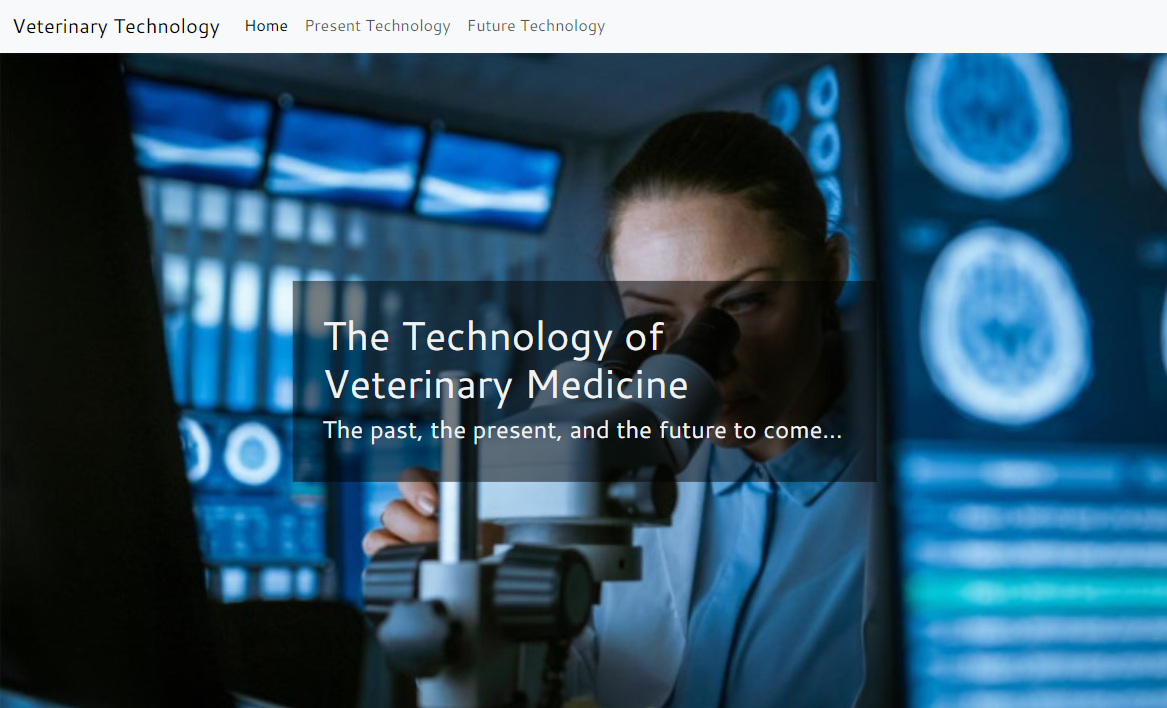 Veterinary Technology Home Present Technology Future Technology
The Technology of
Veterinary Medicine
The past, the present, and the future to come...